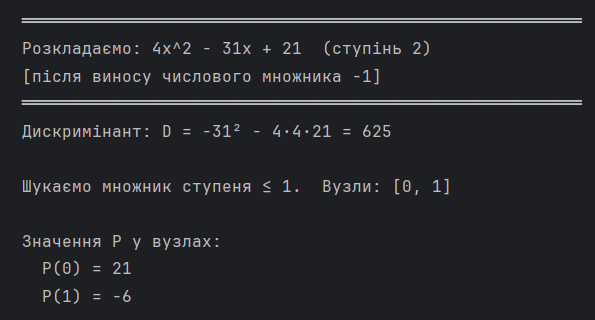 Розкладаємо: 4x^2 - 31x + 21  (ступінь 2)
[після виносу числового множника -1]
Дискримінант: D = -31² - 4·4·21 = 625
Шукаємо множник ступеня ≤ 1.  Вузли: [0, 1]
Значення P у вузлах:
P(0) = 21
P(1) = -6